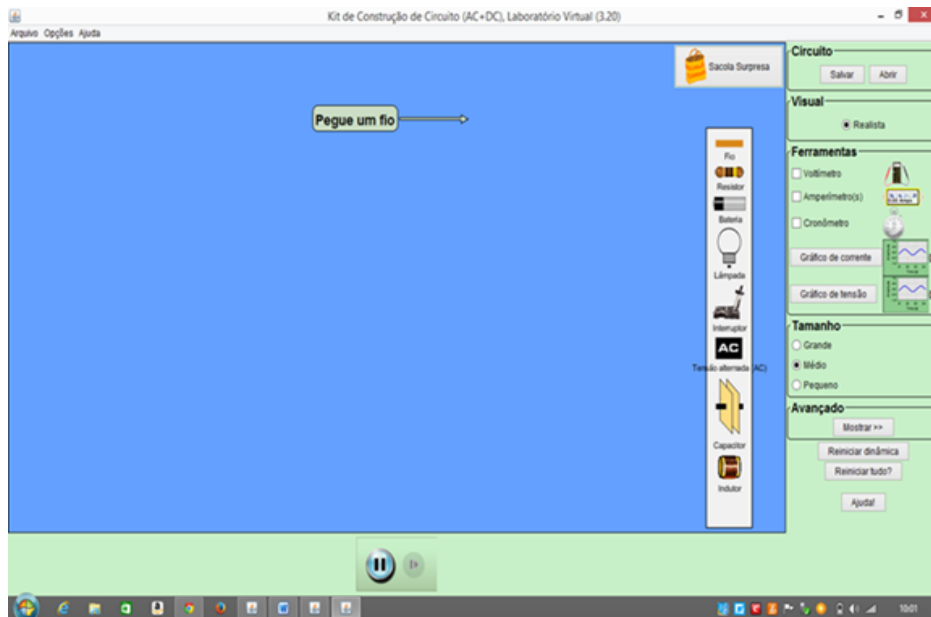 Kit de Construção de Circuito (AC+DC), Laboratório Virtual (3.20)
Arquivo Opções Ajuda
Sacola Surpresa
Pegue um fio
Fio
Resistor
Bateria
Lâmpada
Interruptor
AC
Tensão alternada (AC)
Capacitor
Indutor
Circuito
Salvar Abrir
Visual
Realista
Ferramentas
Voltímetro
Amperímetro(s)
Cronômetro
Gráfico de corrente
Gráfico de tensão
Tamanho
Grande
Médio
Pequeno
Avançado
Mostrar >>
Reiniciar dinâmica
Reiniciar tudo?
Ajuda!
10:01